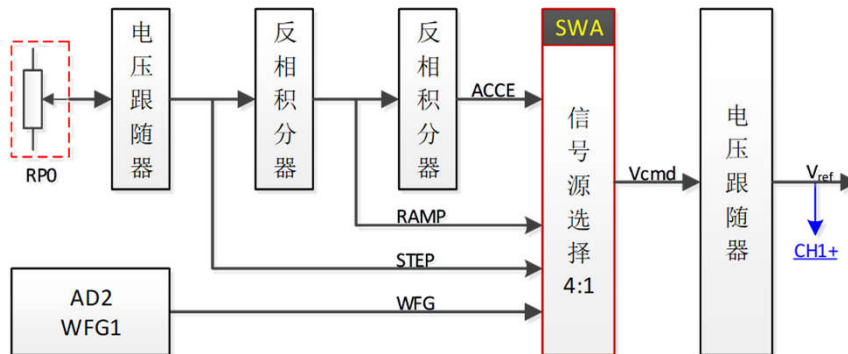 RP0
电压跟随器
反相积分器
反相积分器
ACCE
RAMP
STEP
WFG
AD2
WFG1
SWA
信号源选择
4:1
Vcmd
电压跟随器
Vref
CH1+